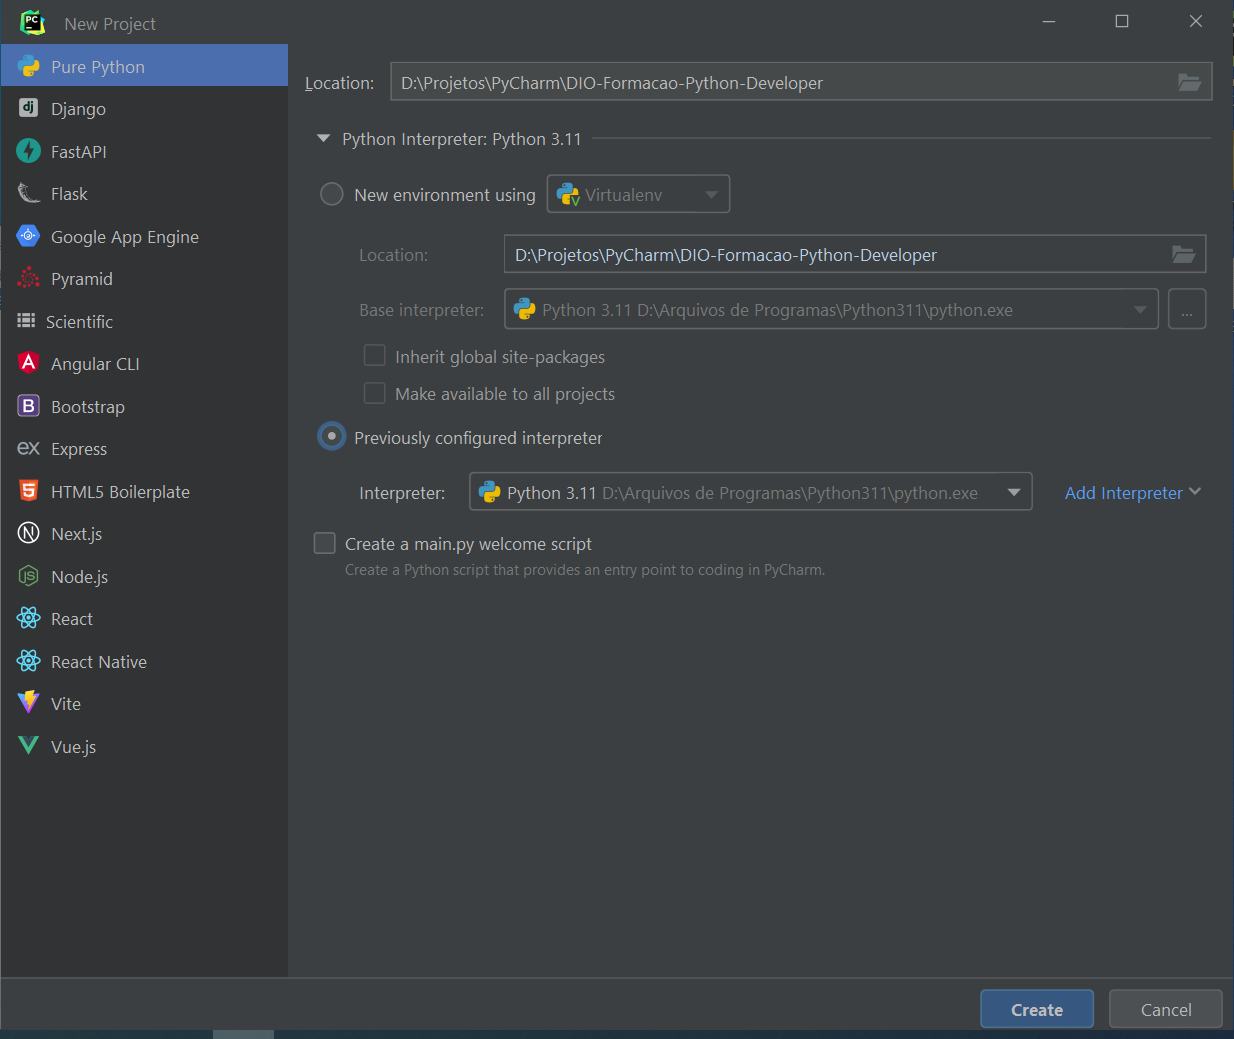 PC
New Project
Pure Python
Location: D:\Projetos\PyCharm\DIO-Formacao-Python-Developer
dj Django
Python Interpreter: Python 3.11
FastAPI
Flask
New environment using V Virtualenv
Google App Engine
Location: D:\Projetos\PyCharm\DIO-Formacao-Python-Developer
Pyramid
Base interpreter: Python 3.11 D:\Arquivos de Programas\Python311\python.exe ...
Scientific
Inherit global site-packages
A Angular CLI
Make available to all projects
B Bootstrap
Previously configured interpreter
ex Express
Interpreter: Python 3.11 D:\Arquivos de Programas\Python311\python.exe Add Interpreter
5 HTML5 Boilerplate
N Next.js
Create a main.py welcome script
Create a Python script that provides an entry point to coding in PyCharm.
JS Node.js
React
React Native
Vite
Vue.js
Create Cancel